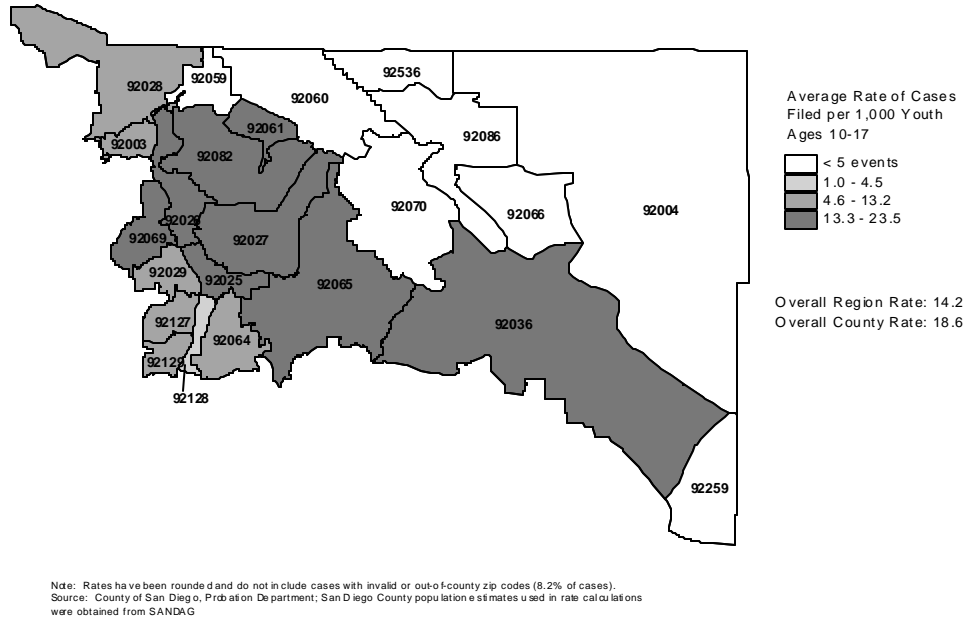 92536
92059
92028
92060
Average Rate of Cases
Filed per 1,000 Youth
Ages 10-17
92061
92086
92003
92082
< 5 events
1.0 - 4.5
4.6 - 13.2
13.3 - 23.5
92070
92066
92004
92026
92069
92027
92029
92025
92065
Overall Region Rate: 14.2
Overall County Rate: 18.6
92127
92036
92064
92129
92128
92259
Note: Rates have been rounded and do not include cases with invalid or out-of-county zip codes (8.2% of cases).
Source: County of San Diego, Probation Department; San Diego County population estimates used in rate calculations
were obtained from SANDAG